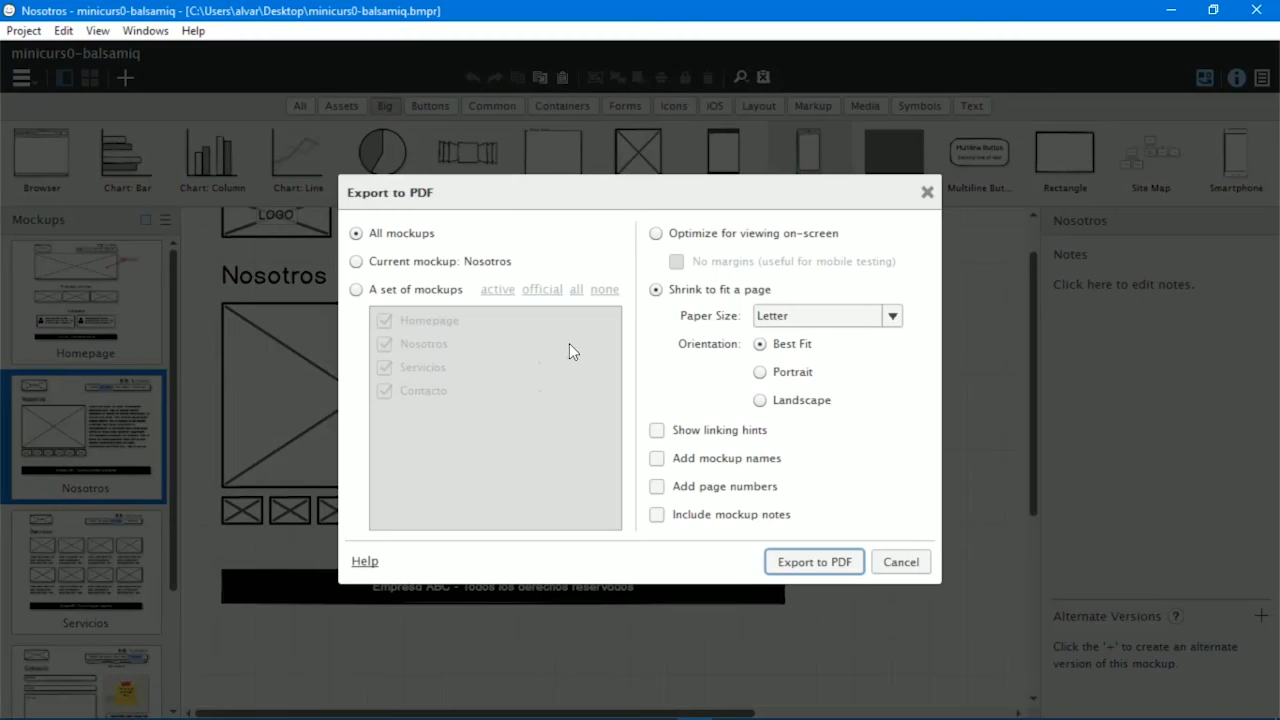 Nosotros - minicurs0-balsamiq - [C:\Users\alvar\Desktop\minicurs0-balsamiq.bmpr]
Project Edit View Windows Help
minicurs0-balsamiq
All Assets Big Buttons Common Containers Forms Icons iOS Layout Markup Media Symbols Text
Multiline Button
Browser Chart: Bar Chart: Column Chart: Line Multiline But... Rectangle Site Map Smartphone
Mockups
Homepage
Nosotros
Servicios
LOGO
Nosotros
Empresa ABC - Todos los derechos reservados
Export to PDF
All mockups
Current mockup: Nosotros
A set of mockups active official all none
Homepage
Nosotros
Servicios
Contacto
Optimize for viewing on-screen
No margins (useful for mobile testing)
Shrink to fit a page
Paper Size: Letter
Orientation: Best Fit
Portrait
Landscape
Show linking hints
Add mockup names
Add page numbers
Include mockup notes
Help Export to PDF Cancel
Nosotros
Notes
Click here to edit notes.
Alternate Versions ? +
Click the '+' to create an alternate
version of this mockup.